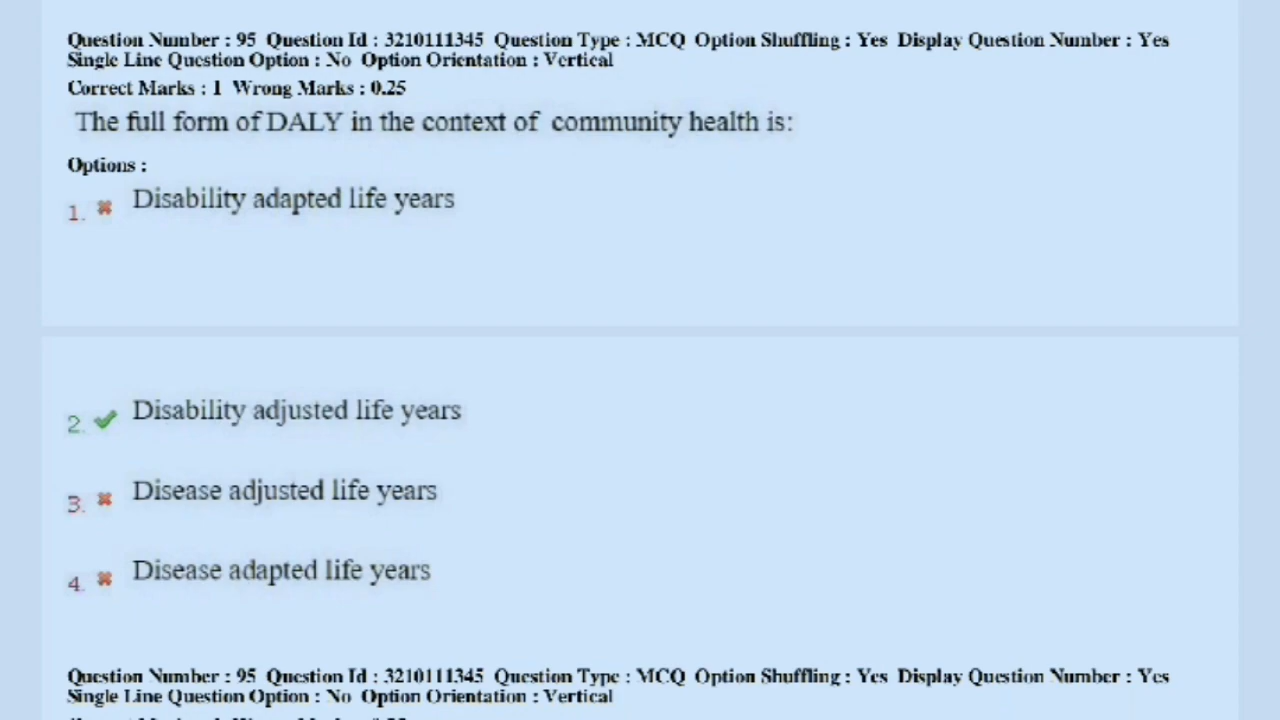 Question Number : 95 Question Id : 3210111345 Question Type : MCQ Option Shuffling : Yes Display Question Number : Yes
Single Line Question Option : No Option Orientation : Vertical
Correct Marks : 1 Wrong Marks : 0.25
The full form of DALY in the context of community health is:
Options :
1. Disability adapted life years
2. Disability adjusted life years
3. Disease adjusted life years
4. Disease adapted life years
Question Number : 95 Question Id : 3210111345 Question Type : MCQ Option Shuffling : Yes Display Question Number : Yes
Single Line Question Option : No Option Orientation : Vertical